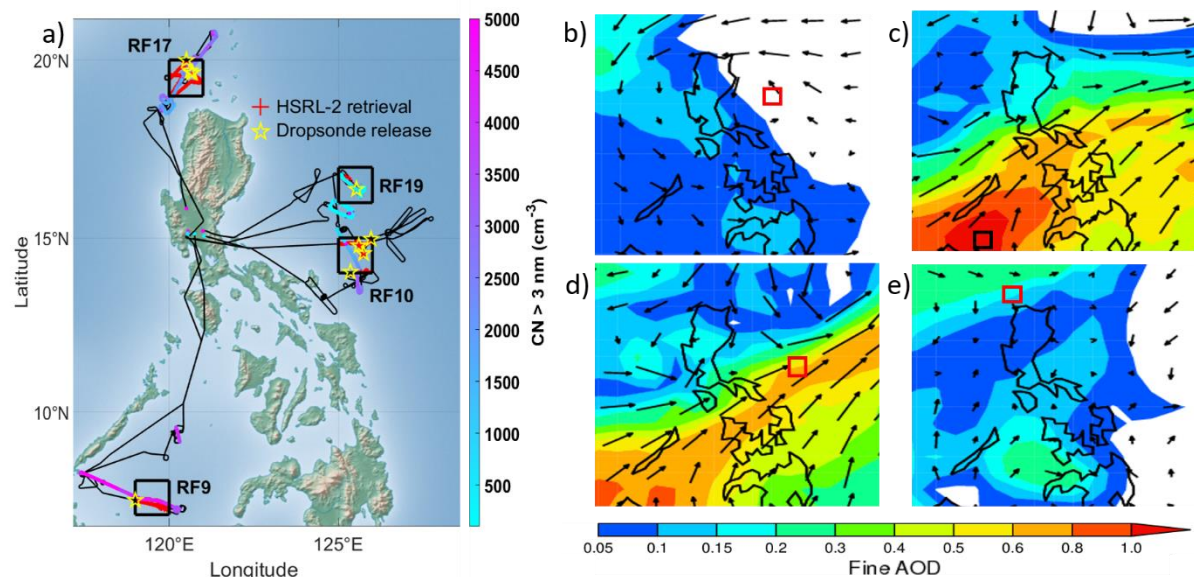 a)
RF17
20°N
HSRL-2 retrieval
Dropsonde release
RF19
15°N
RF10
10°N
RF9
120°E
125°E
Latitude
Longitude
5000
4500
4000
3500
3000
2500
2000
1500
1000
500
CN > 3 nm (cm⁻³)
b)
c)
d)
e)
0.05 0.1 0.15 0.2 0.3 0.4 0.5 0.6 0.8 1.0
Fine AOD